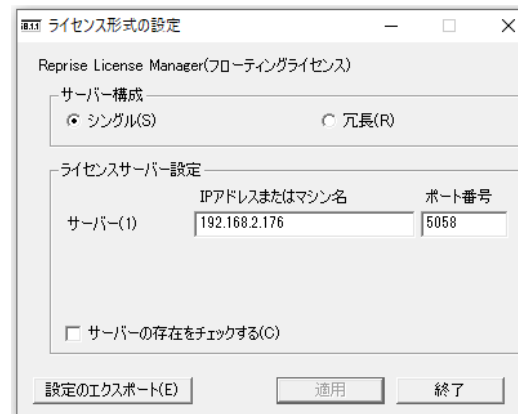 iB.1.1 ライセンス形式の設定
Reprise License Manager(フローティングライセンス)
サーバー構成
シングル(S) 冗長(R)
ライセンスサーバー設定
IPアドレスまたはマシン名 ポート番号
サーバー(1) 192.168.2.176 5058
サーバーの存在をチェックする(C)
設定のエクスポート(E) 適用 終了